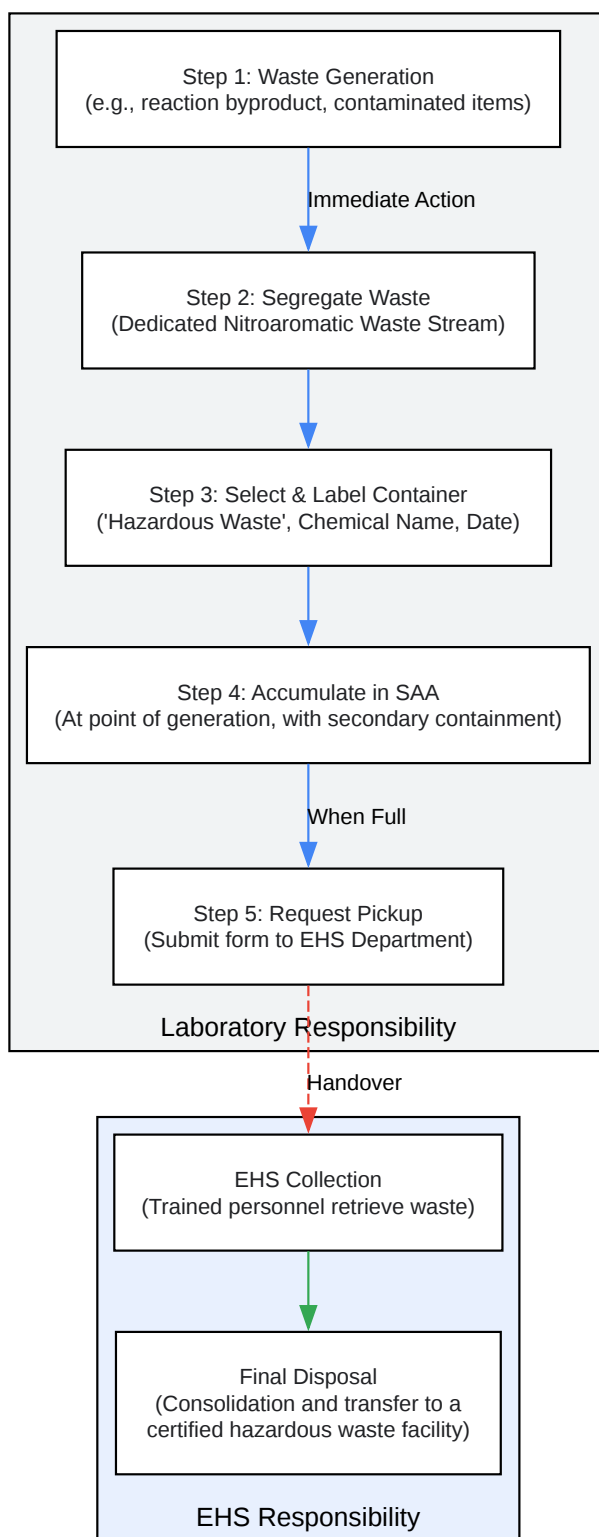 Step 1: Waste Generation
(e.g., reaction byproduct, contaminated items)
Immediate Action
Step 2: Segregate Waste
(Dedicated Nitroaromatic Waste Stream)
Step 3: Select & Label Container
('Hazardous Waste', Chemical Name, Date)
Step 4: Accumulate in SAA
(At point of generation, with secondary containment)
When Full
Step 5: Request Pickup
(Submit form to EHS Department)
Laboratory Responsibility
Handover
EHS Collection
(Trained personnel retrieve waste)
Final Disposal
(Consolidation and transfer to a
certified hazardous waste facility)
EHS Responsibility